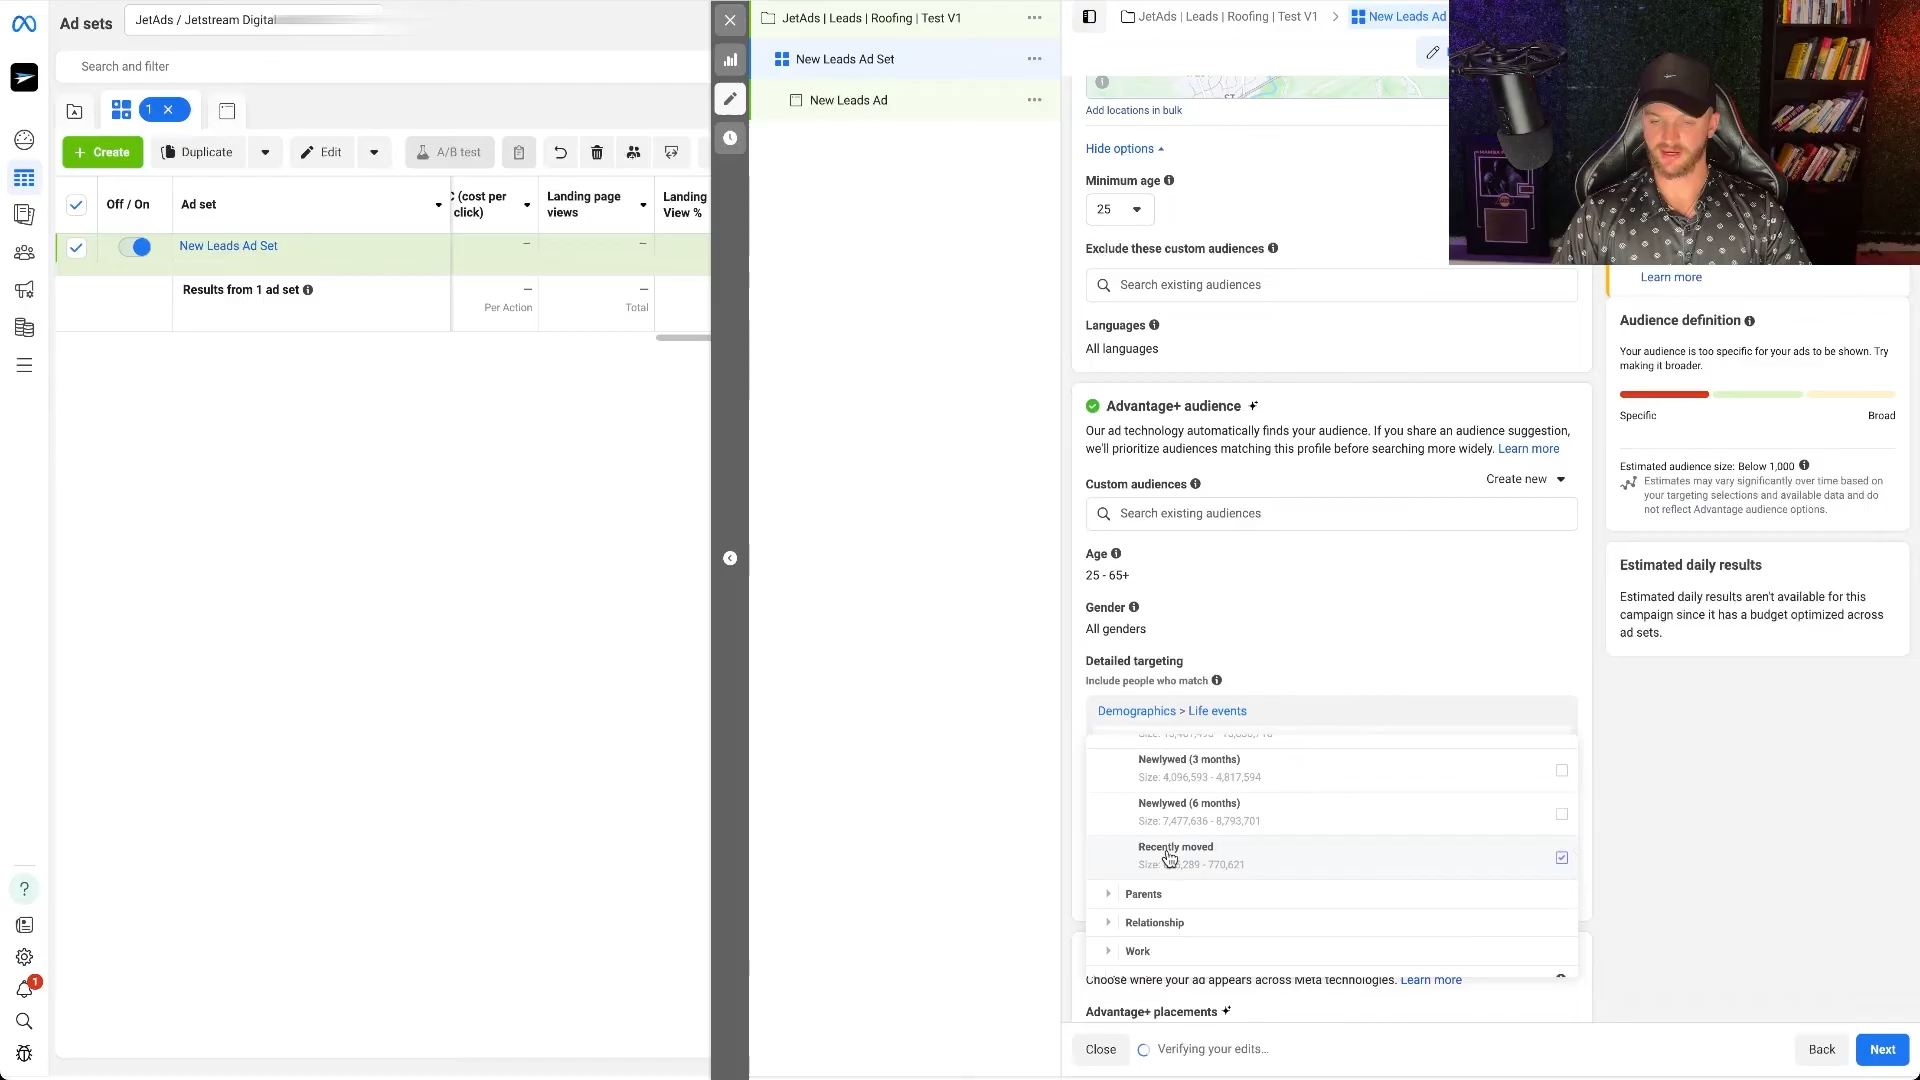 Ad sets
JetAds / Jetstream Digital
Search and filter
1
Create
Duplicate
Edit
A/B test
Off / On
Ad set
(cost per
click)
Landing page
views
Landing
View %
New Leads Ad Set
—
—
Results from 1 ad set
—
—
Per Action
Total
?
1
JetAds | Leads | Roofing | Test V1
New Leads Ad Set
New Leads Ad
JetAds | Leads | Roofing | Test V1
New Leads Ad
ST
Add locations in bulk
Hide options
Minimum age
25
Exclude these custom audiences
Search existing audiences
Languages
All languages
Advantage+ audience
Our ad technology automatically finds your audience. If you share an audience suggestion,
we'll prioritize audiences matching this profile before searching more widely. Learn more
Custom audiences
Create new
Search existing audiences
Age
25 - 65+
Gender
All genders
Detailed targeting
Include people who match
Demographics > Life events
Newlywed (3 months)
Size: 4,096,593 - 4,817,594
Newlywed (6 months)
Size: 7,477,636 - 8,793,701
Recently moved
Size: ,289 - 770,621
Parents
Relationship
Work
Choose where your ad appears across Meta technologies. Learn more
Advantage+ placements
Close
Verifying your edits...
Back
Next
Learn more
Audience definition
Your audience is too specific for your ads to be shown. Try
making it broader.
Specific
Broad
Estimated audience size: Below 1,000
Estimates may vary significantly over time based on
your targeting selections and available data and do
not reflect Advantage audience options.
Estimated daily results
Estimated daily results aren't available for this
campaign since it has a budget optimized across
ad sets.